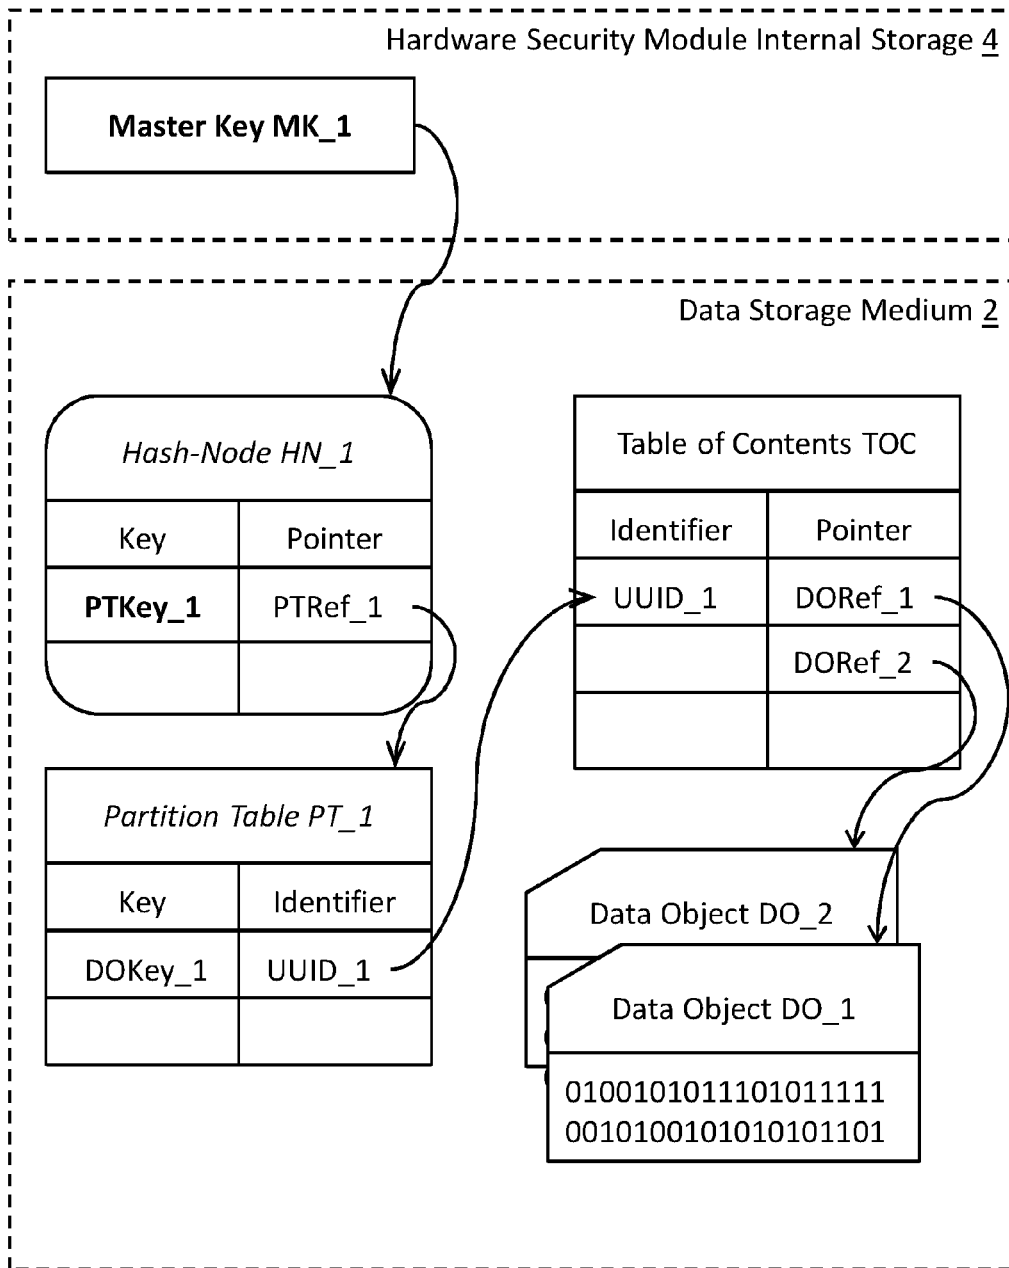 Hardware Security Module Internal Storage 4
Master Key MK_1
Data Storage Medium 2
Hash-Node HN_1
Key Pointer
PTKey_1 PTRef_1
Table of Contents TOC
Identifier Pointer
UUID_1 DORef_1
DORef_2
Partition Table PT_1
Key Identifier
DOKey_1 UUID_1
Data Object DO_2
Data Object DO_1
0100101011101011111
0010100101010101101